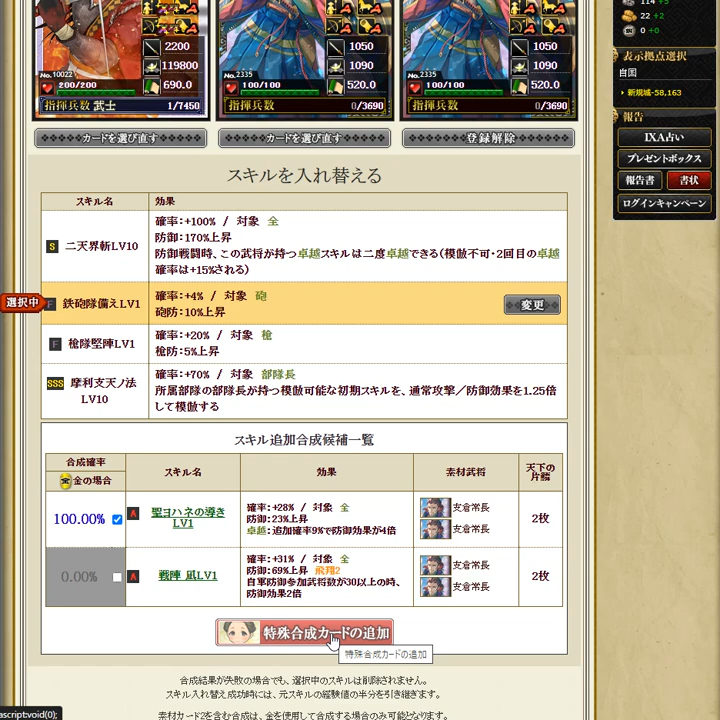 114 +5
22 +2
0 +0
2200
1050
1050
119800
1090
1090
No.10022
No.2335
No.2335
200/200
690.0
100/100
520.0
100/100
520.0
指揮兵数 武士 1/7450
指揮兵数 0/3690
指揮兵数 0/3690
カードを選び直す
カードを選び直す
登録解除
表示拠点選択
自国
新規城-58,163
報告
IXA占い
プレゼントボックス
報告書
書状
ログインキャンペーン
スキルを入れ替える
スキル名
効果
S
二天界斬LV10
確率:+100% / 対象 全
防御:170%上昇
防御戦闘時、この武将が持つ卓越スキルは二度卓越できる(模倣不可・2回目の卓越
確率は+15%される)
選択中
F
鉄砲隊備えLV1
確率:+4% / 対象 砲
砲防:10%上昇
変更
F
槍隊堅陣LV1
確率:+20% / 対象 槍
槍防:5%上昇
SSS
摩利支天ノ法
LV10
確率:+70% / 対象 部隊長
所属部隊の部隊長が持つ模倣可能な初期スキルを、通常攻撃/防御効果を1.25倍
して模倣する
スキル追加合成候補一覧
合成確率
金の場合
スキル名
効果
素材武将
天下の
片鱗
100.00%
A
聖ヨハネの導き
LV1
確率:+28% / 対象 全
防御:23%上昇
卓越:追加確率9%で防御効果が4倍
支倉常長
支倉常長
2枚
0.00%
A
戦陣 凪LV1
確率:+31% / 対象 全
防御:69%上昇 飛翔2
自軍防御参加武将数が30以上の時、
防御効果2倍
支倉常長
支倉常長
2枚
特殊合成カードの追加
特殊合成カードの追加
合成結果が失敗の場合でも、選択中のスキルは削除されません。
スキル入れ替え成功時には、元スキルの経験値の半分を引き継ぎます。
素材カード2を含む合成は、金を使用して合成する場合のみ可能となります。
ascript:void(0);